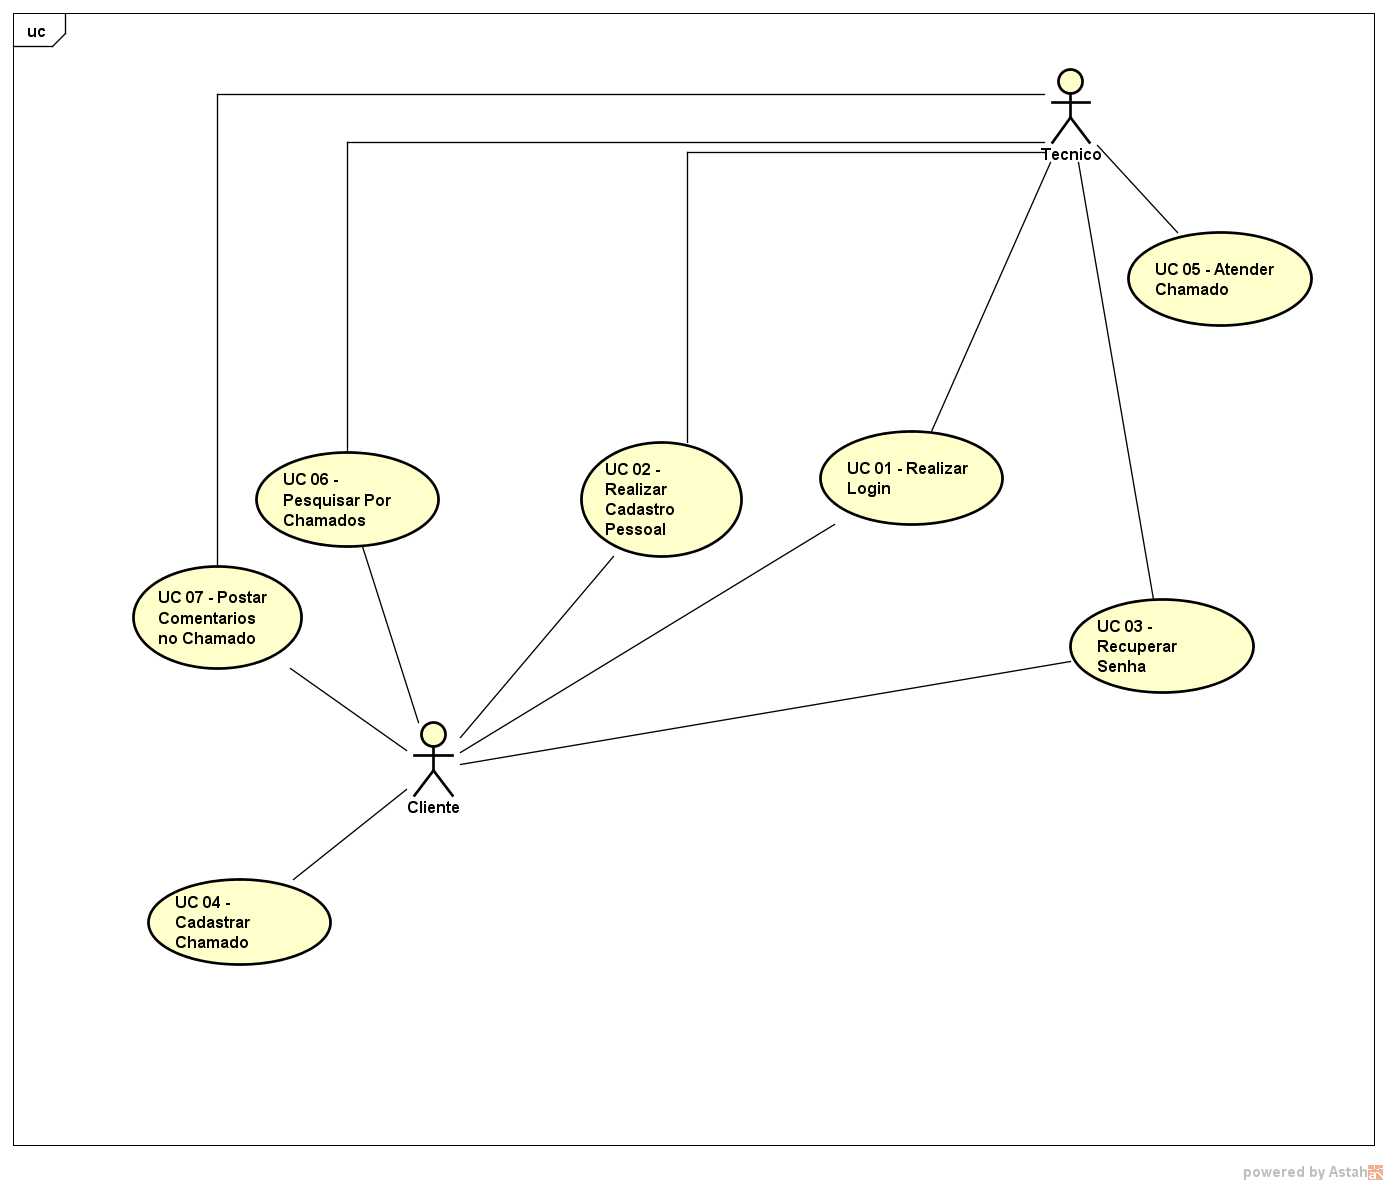 uc
Tecnico
UC 05 - Atender
Chamado
UC 06 -
Pesquisar Por
Chamados
UC 02 -
Realizar
Cadastro
Pessoal
UC 01 - Realizar
Login
UC 07 - Postar
Comentarios
no Chamado
UC 03 -
Recuperar
Senha
Cliente
UC 04 -
Cadastrar
Chamado
powered by Astah